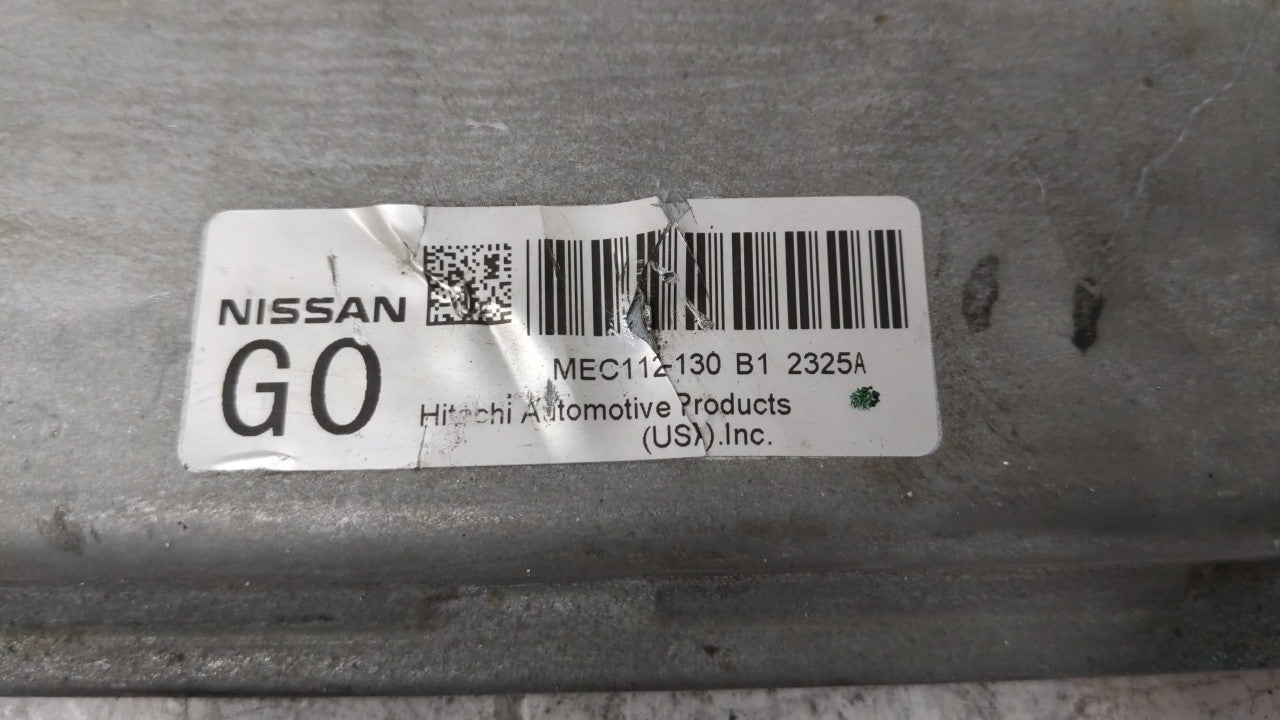 NISSAN
GO
MEC112-130 B1 2325A
Hitachi Automotive Products
(USA).Inc.